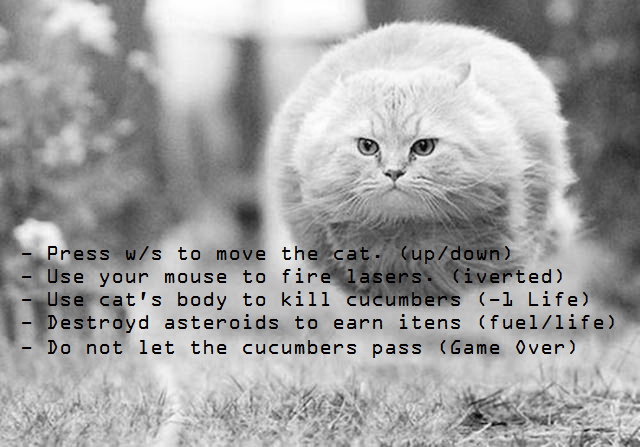 - Press w/s to move the cat. (up/down)
- Use your mouse to fire lasers. (iverted)
- Use cat's body to kill cucumbers (-1 Life)
- Destroyd asteroids to earn itens (fuel/life)
- Do not let the cucumbers pass (Game Over)